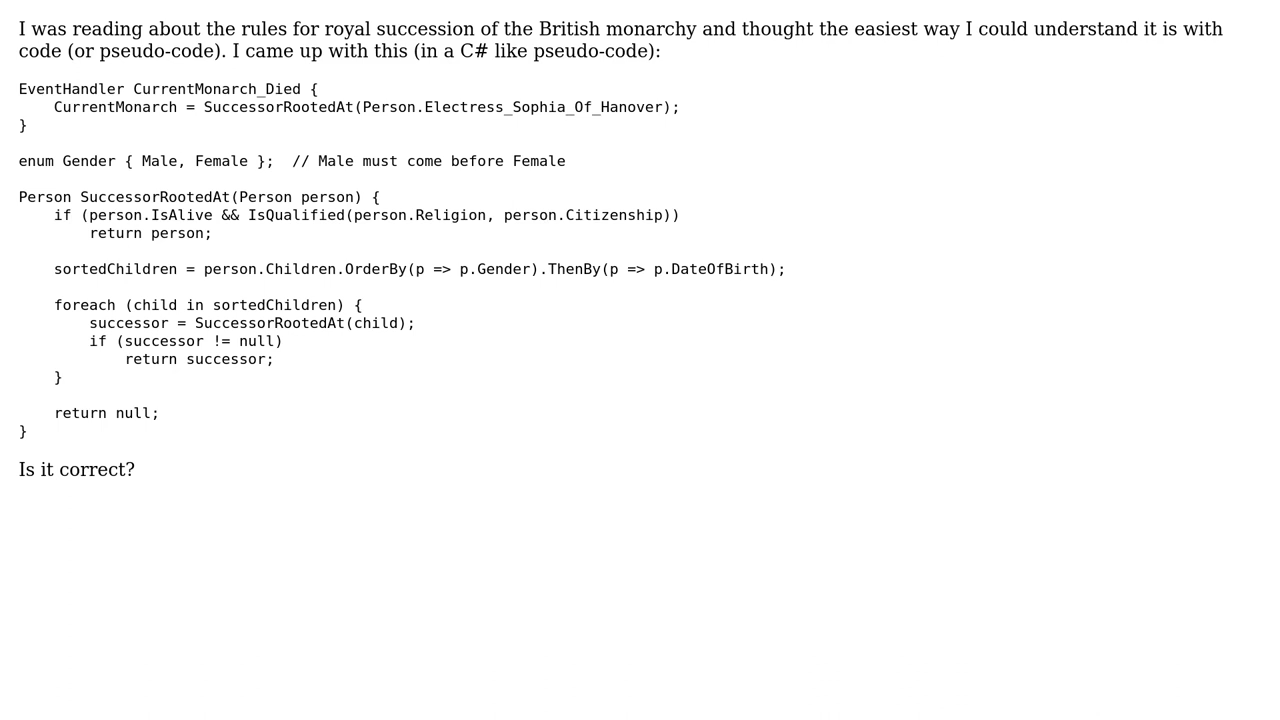 I was reading about the rules for royal succession of the British monarchy and thought the easiest way I could understand it is with
code (or pseudo-code). I came up with this (in a C# like pseudo-code):
EventHandler CurrentMonarch_Died {
    CurrentMonarch = SuccessorRootedAt(Person.Electress_Sophia_Of_Hanover);
}
enum Gender { Male, Female };  // Male must come before Female
Person SuccessorRootedAt(Person person) {
    if (person.IsAlive && IsQualified(person.Religion, person.Citizenship))
        return person;
    sortedChildren = person.Children.OrderBy(p => p.Gender).ThenBy(p => p.DateOfBirth);
    foreach (child in sortedChildren) {
        successor = SuccessorRootedAt(child);
        if (successor != null)
            return successor;
    }
    return null;
}
Is it correct?